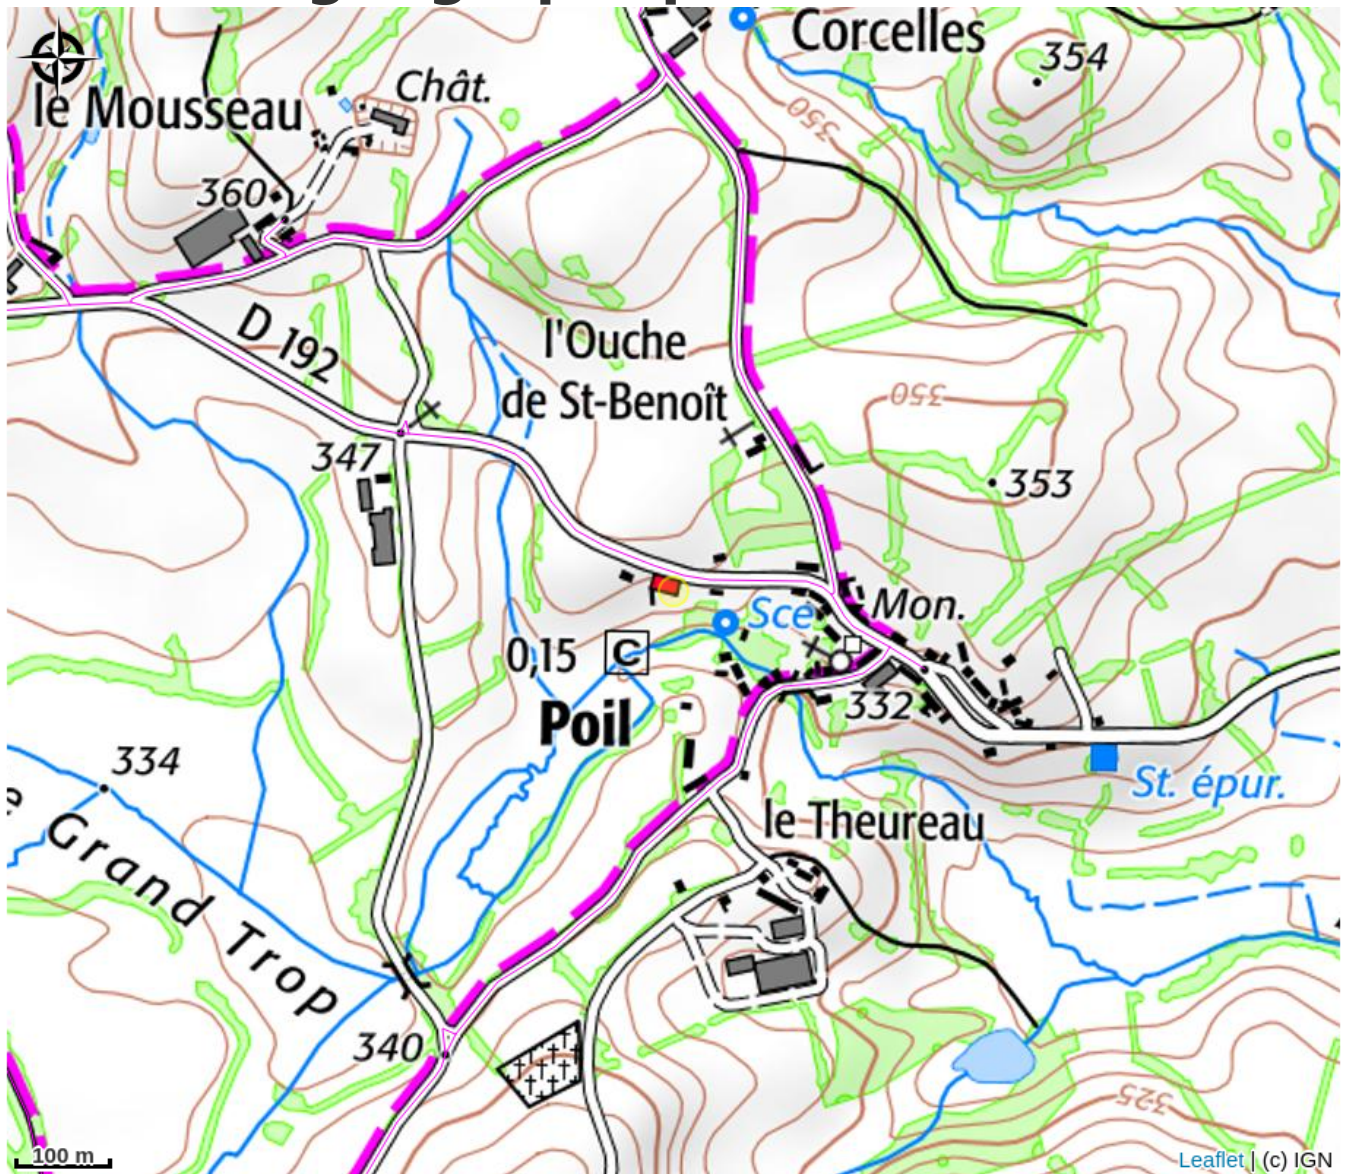 Corcelles
354
Chât.
le Mousseau
350
360
D 192
l'Ouche
de St-Benoît
350
347
353
Sce
Mon.
0,15 C
332
Poil
334
St. épur.
le Theureau
Grand Trop
340
325
100 m
Leaflet | (c) IGN